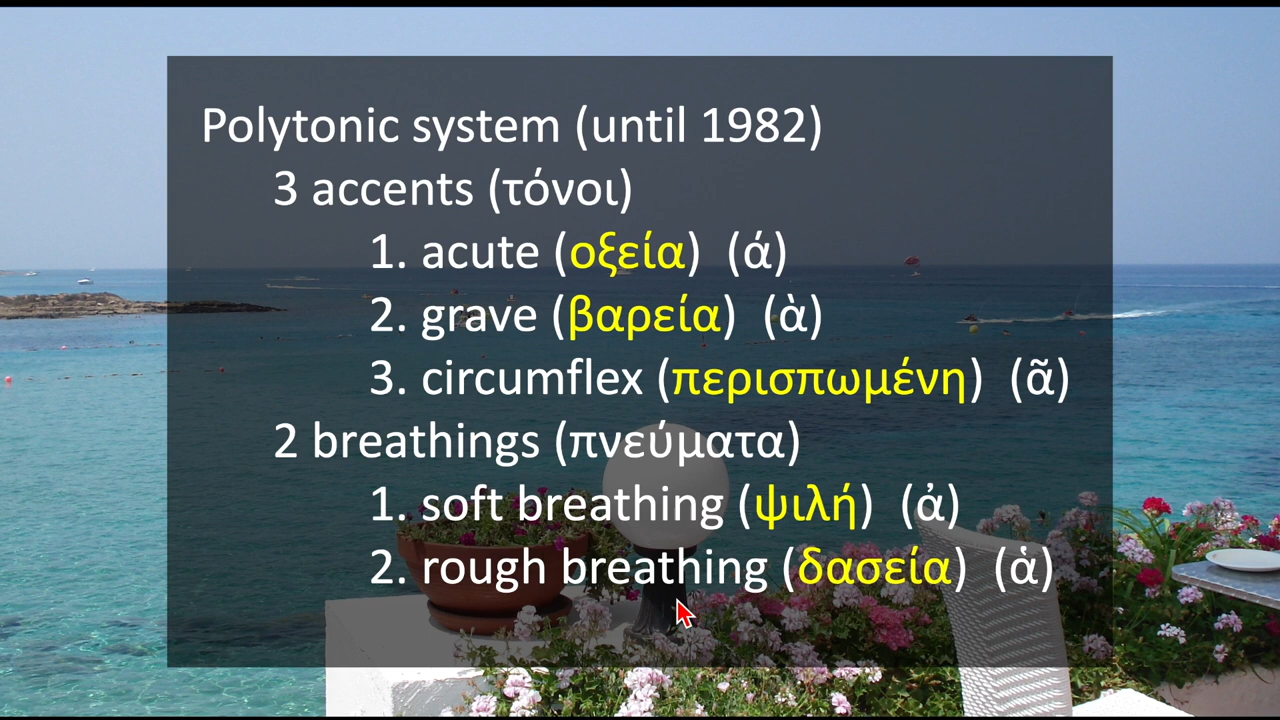 Polytonic system (until 1982)
3 accents (τόνοι)
1. acute (οξεία) (ά)
2. grave (βαρεία) (ὰ)
3. circumflex (περισπωμένη) (ᾶ)
2 breathings (πνεύματα)
1. soft breathing (ψιλή) (ἀ)
2. rough breathing (δασεία) (ἁ)